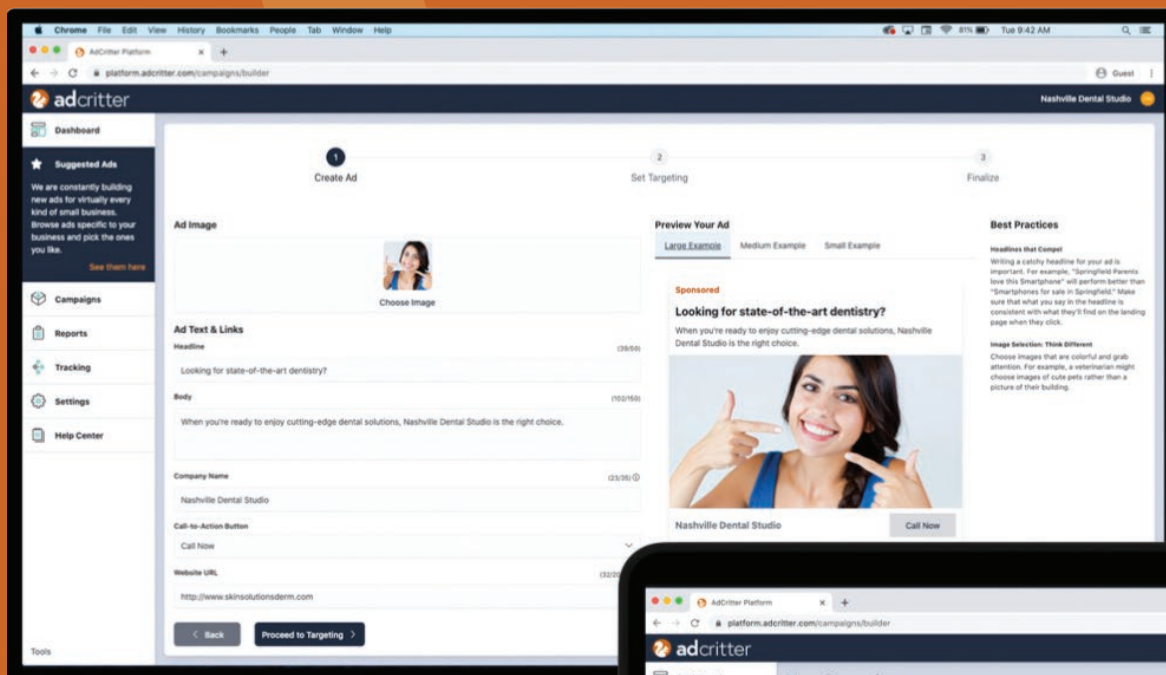 Chrome File Edit View History Bookmarks People Tab Window Help
81% Tue 9:42 AM
AdCritter Platform
platform.adcritter.com/campaigns/builder
Guest
adcritter
Nashville Dental Studio
Dashboard
Suggested Ads
We are constantly building
new ads for virtually every
kind of small business.
Browse ads specific to your
business and pick the ones
you like.
See them here
Campaigns
Reports
Tracking
Settings
Help Center
Tools
1
Create Ad
2
Set Targeting
3
Finalize
Ad Image
Choose Image
Ad Text & Links
Headline
(39/50)
Looking for state-of-the-art dentistry?
Body
(102/150)
When you're ready to enjoy cutting-edge dental solutions, Nashville Dental Studio is the right choice.
Company Name
(23/35)
Nashville Dental Studio
Call-to-Action Button
Call Now
Website URL
http://www.skinsolutionsderm.com
Back
Proceed to Targeting
Preview Your Ad
Large Example Medium Example Small Example
Sponsored
Looking for state-of-the-art dentistry?
When you're ready to enjoy cutting-edge dental solutions, Nashville
Dental Studio is the right choice.
Nashville Dental Studio
Call Now
Best Practices
Headlines that Compel
Writing a catchy headline for your ad is
important. For example, "Springfield Parents
love this Smartphone" will perform better than
"Smartphones for sale in Springfield." Make
sure that what you say in the headline is
consistent with what they'll find on the landing
page when they click.
Image Selection: Think Different
Choose images that are colorful and grab
attention. For example, a veterinarian might
choose images of cute pets rather than a
picture of their building.
AdCritter Platform
platform.adcritter.com/campaigns/builder
adcritter